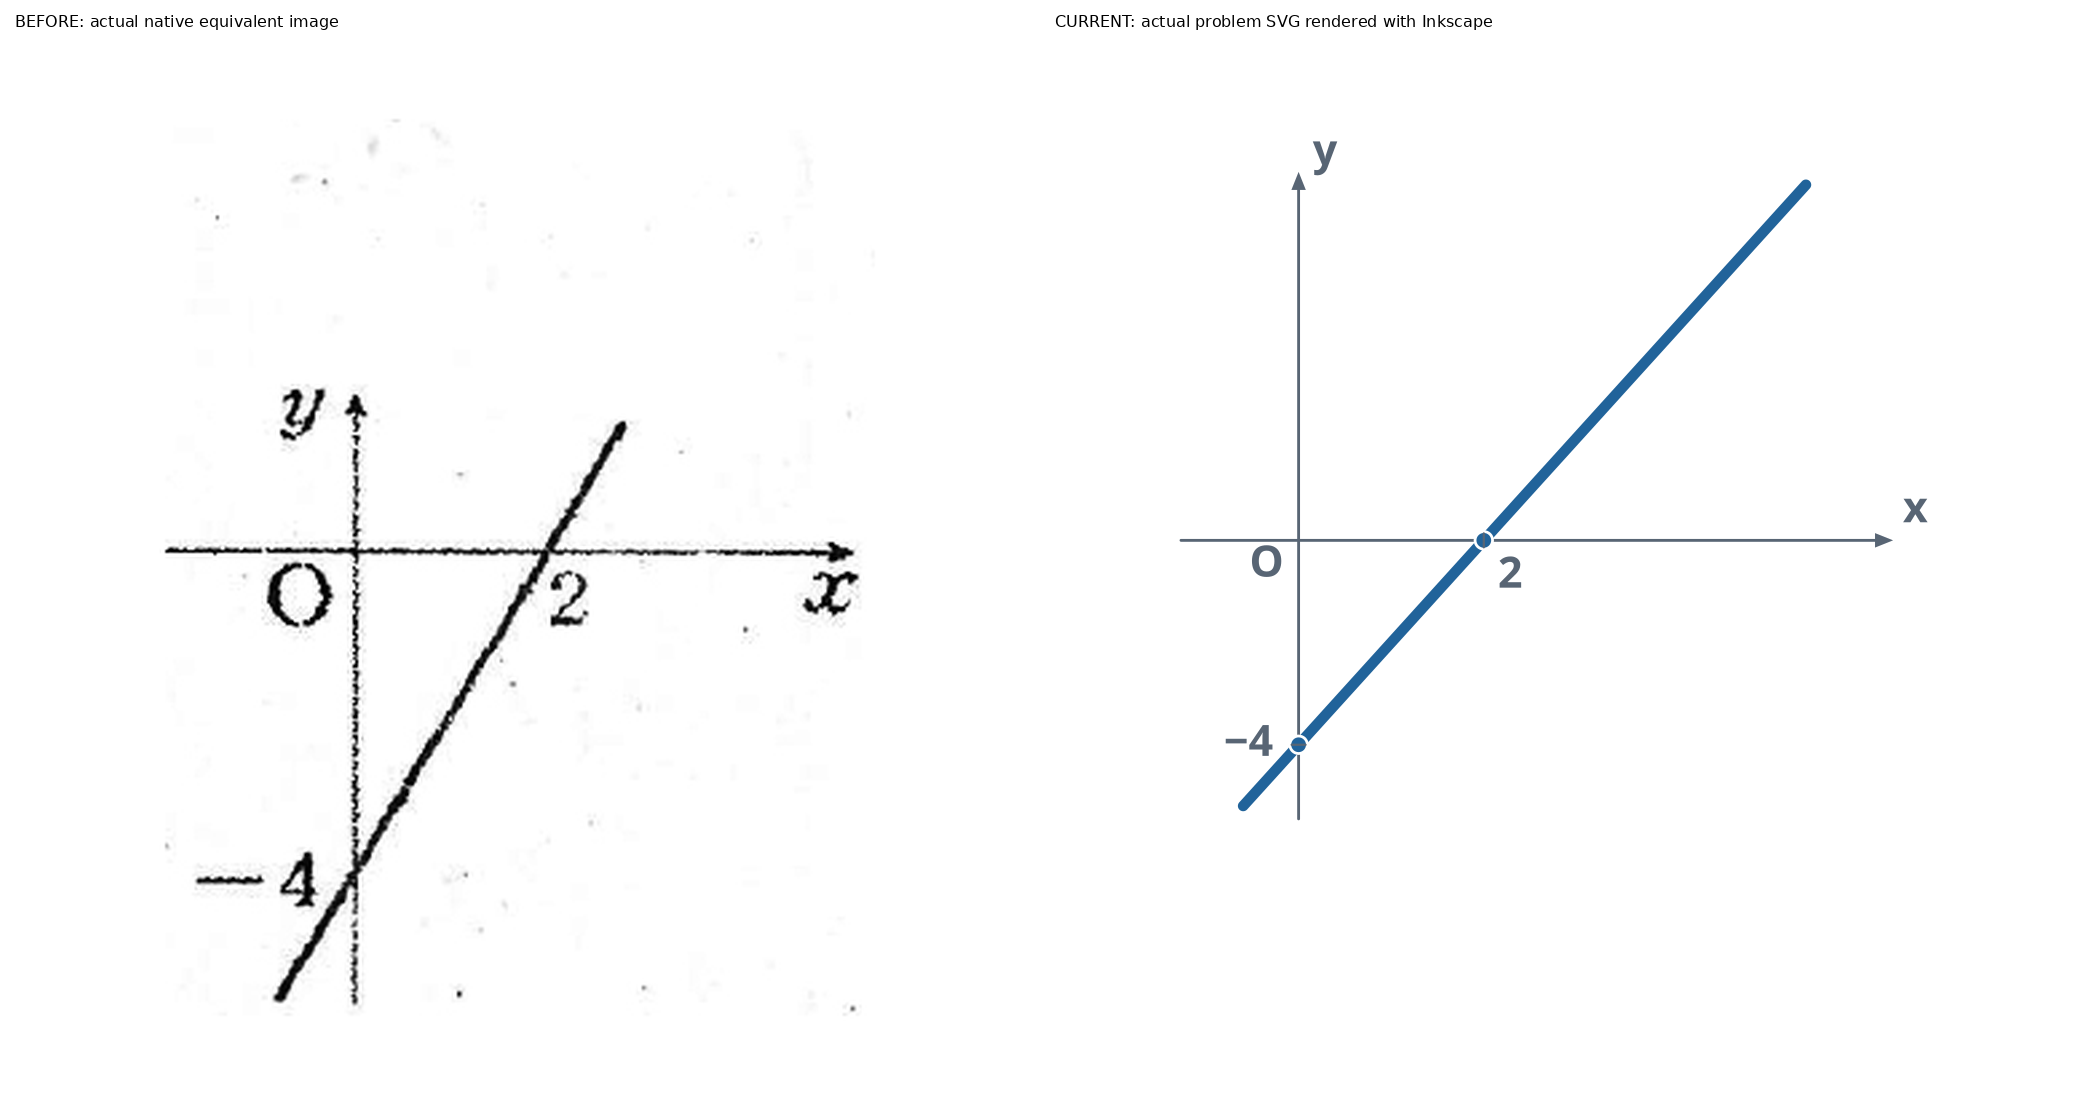 BEFORE: actual native equivalent image
y
O
2
x
— 4
CURRENT: actual problem SVG rendered with Inkscape
y
x
O
2
−4